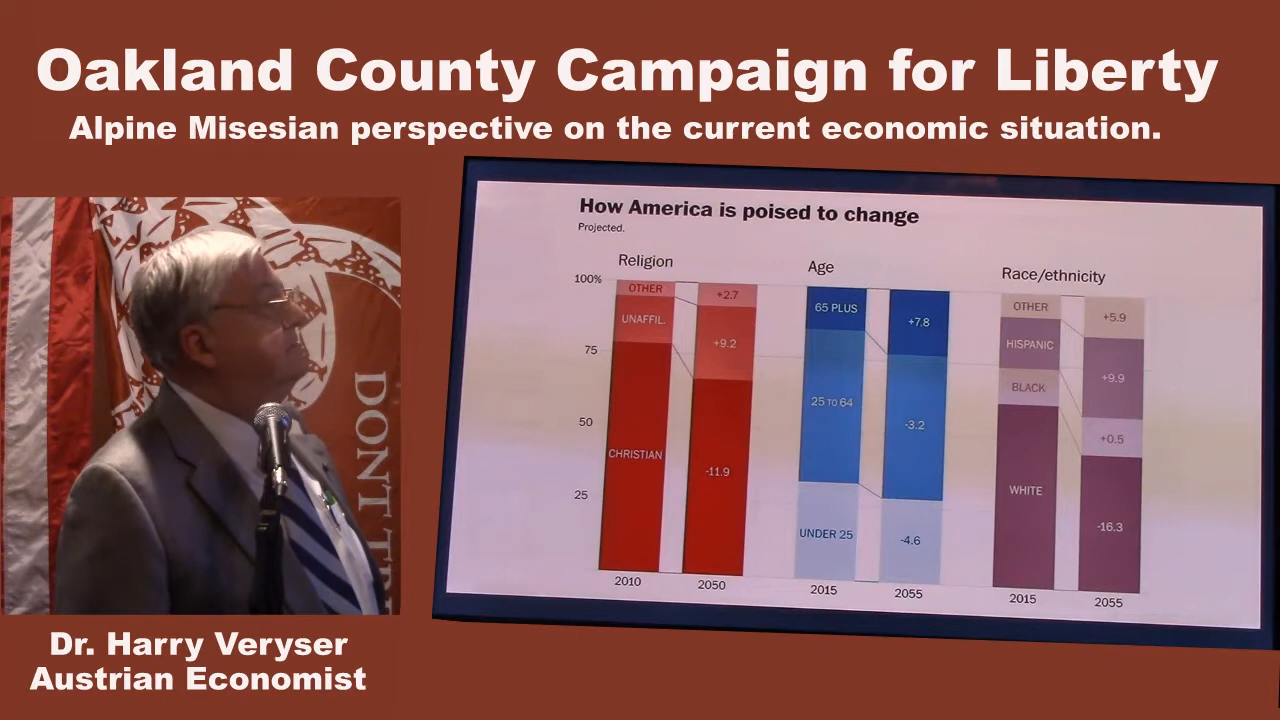 Oakland County Campaign for Liberty
Alpine Misesian perspective on the current economic situation.
DONT TR
Dr. Harry Veryser
Austrian Economist
How America is poised to change
Projected.
Religion
Age
Race/ethnicity
100%
75
50
25
OTHER
UNAFFIL.
CHRISTIAN
+2.7
+9.2
-11.9
2010
2050
65 PLUS
25 TO 64
UNDER 25
+7.8
-3.2
-4.6
2015
2055
OTHER
HISPANIC
BLACK
WHITE
+5.9
+9.9
+0.5
-16.3
2015
2055